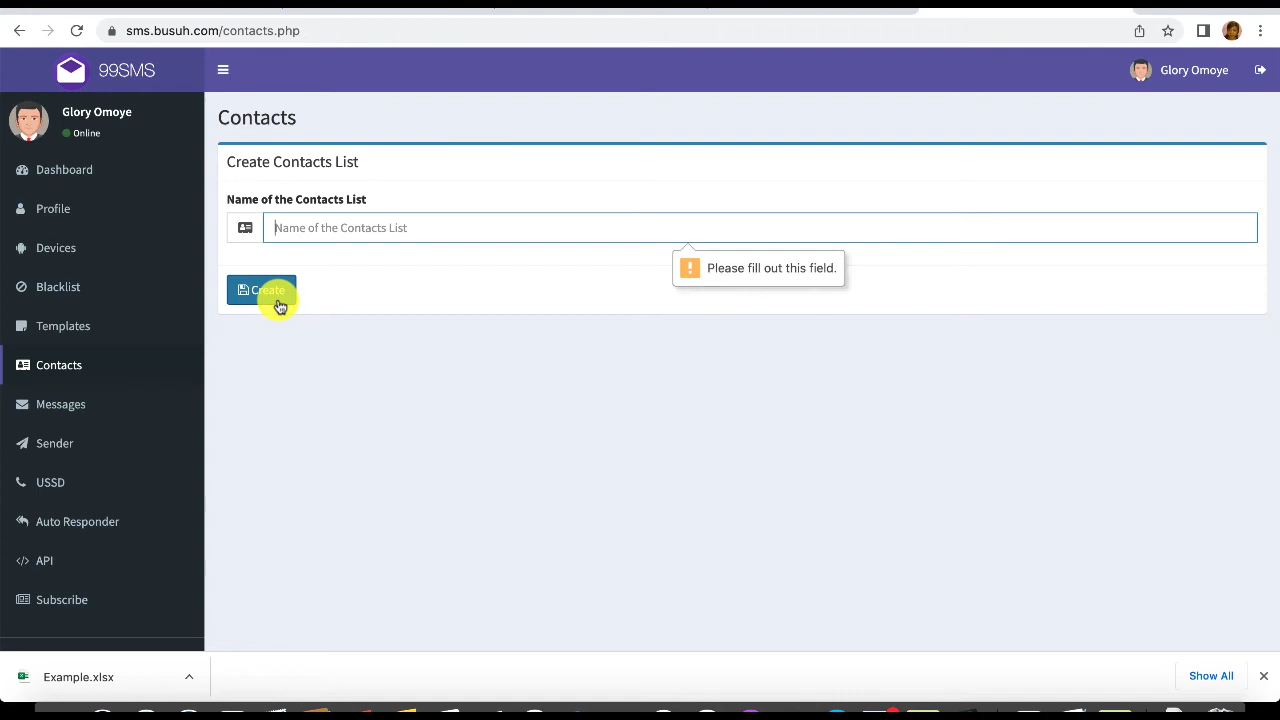 sms.busuh.com/contacts.php
99SMS
Glory Omoye
Glory Omoye
Online
Dashboard
Profile
Devices
Blacklist
Templates
Contacts
Messages
Sender
USSD
Auto Responder
API
Subscribe
Contacts
Create Contacts List
Name of the Contacts List
Name of the Contacts List
Please fill out this field.
Create
Example.xlsx
Show All